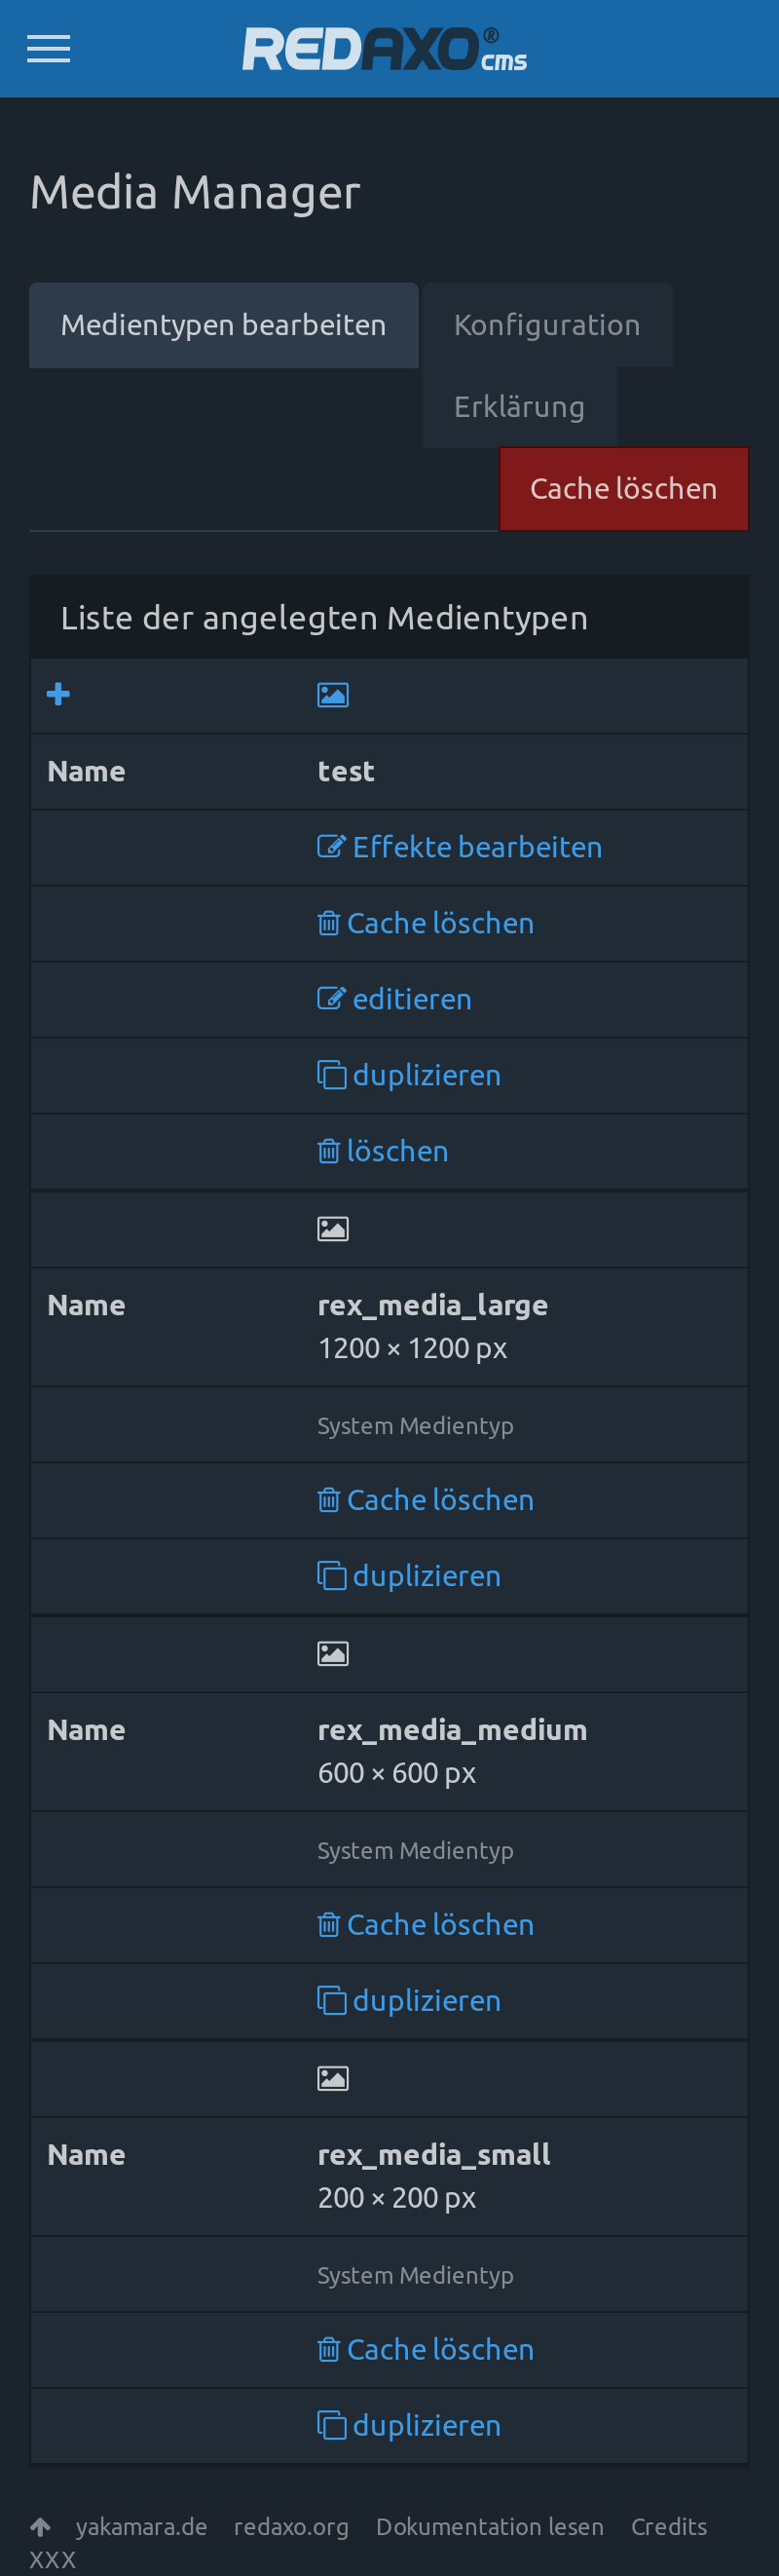 REDAXO® cms
Media Manager
Medientypen bearbeiten
Konfiguration
Erklärung
Cache löschen
Liste der angelegten Medientypen
Name test
Effekte bearbeiten
Cache löschen
editieren
duplizieren
löschen
Name rex_media_large
1200 × 1200 px
System Medientyp
Cache löschen
duplizieren
Name rex_media_medium
600 × 600 px
System Medientyp
Cache löschen
duplizieren
Name rex_media_small
200 × 200 px
System Medientyp
Cache löschen
duplizieren
yakamara.de redaxo.org Dokumentation lesen Credits
XXX